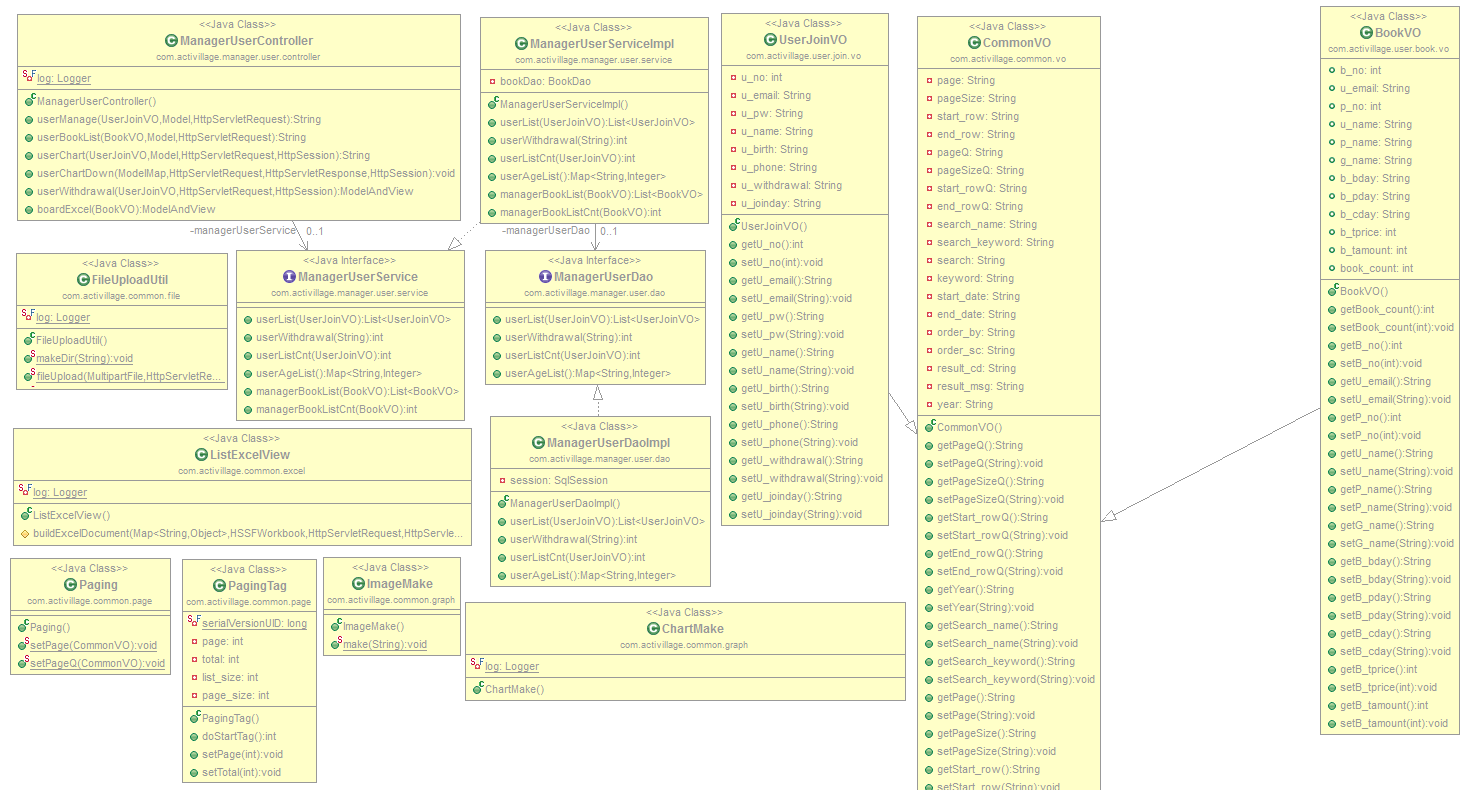 <<Java Class>>
ManagerUserController
com.activillage.manager.user.controller
log: Logger
ManagerUserController()
userManage(UserJoinVO,Model,HttpServletRequest):String
userBookList(BookVO,Model,HttpServletRequest):String
userChart(UserJoinVO,Model,HttpServletRequest,HttpSession):String
userChartDown(ModelMap,HttpServletRequest,HttpServletResponse,HttpSession):void
userWithdrawal(UserJoinVO,HttpServletRequest,HttpSession):ModelAndView
boardExcel(BookVO):ModelAndView
-managerUserService 0..1
<<Java Class>>
ManagerUserServiceImpl
com.activillage.manager.user.service
bookDao: BookDao
ManagerUserServiceImpl()
userList(UserJoinVO):List<UserJoinVO>
userWithdrawal(String):int
userListCnt(UserJoinVO):int
userAgeList():Map<String,Integer>
managerBookList(BookVO):List<BookVO>
managerBookListCnt(BookVO):int
-managerUserDao 0..1
<<Java Class>>
UserJoinVO
com.activillage.user.join.vo
u_no: int
u_email: String
u_pw: String
u_name: String
u_birth: String
u_phone: String
u_withdrawal: String
u_joinday: String
UserJoinVO()
getU_no():int
setU_no(int):void
getU_email():String
setU_email(String):void
getU_pw():String
setU_pw(String):void
getU_name():String
setU_name(String):void
getU_birth():String
setU_birth(String):void
getU_phone():String
setU_phone(String):void
getU_withdrawal():String
setU_withdrawal(String):void
getU_joinday():String
setU_joinday(String):void
<<Java Class>>
CommonVO
com.activillage.common.vo
page: String
pageSize: String
start_row: String
end_row: String
pageQ: String
pageSizeQ: String
start_rowQ: String
end_rowQ: String
search_name: String
search_keyword: String
search: String
keyword: String
start_date: String
end_date: String
order_by: String
order_sc: String
result_cd: String
result_msg: String
year: String
CommonVO()
getPageQ():String
setPageQ(String):void
getPageSizeQ():String
setPageSizeQ(String):void
getStart_rowQ():String
setStart_rowQ(String):void
getEnd_rowQ():String
setEnd_rowQ(String):void
getYear():String
setYear(String):void
getSearch_name():String
setSearch_name(String):void
getSearch_keyword():String
setSearch_keyword(String):void
getPage():String
setPage(String):void
getPageSize():String
setPageSize(String):void
getStart_row():String
setStart_row(String):void
<<Java Class>>
BookVO
com.activillage.user.book.vo
b_no: int
u_email: String
p_no: int
u_name: String
p_name: String
g_name: String
b_bday: String
b_pday: String
b_cday: String
b_tprice: int
b_tamount: int
book_count: int
BookVO()
getBook_count():int
setBook_count(int):void
getB_no():int
setB_no(int):void
getU_email():String
setU_email(String):void
getP_no():int
setP_no(int):void
getU_name():String
setU_name(String):void
getP_name():String
setP_name(String):void
getG_name():String
setG_name(String):void
getB_bday():String
setB_bday(String):void
getB_pday():String
setB_pday(String):void
getB_cday():String
setB_cday(String):void
getB_tprice():int
setB_tprice(int):void
getB_tamount():int
setB_tamount(int):void
<<Java Class>>
FileUploadUtil
com.activillage.common.file
log: Logger
FileUploadUtil()
makeDir(String):void
fileUpload(MultipartFile,HttpServletRe...
<<Java Interface>>
ManagerUserService
com.activillage.manager.user.service
userList(UserJoinVO):List<UserJoinVO>
userWithdrawal(String):int
userListCnt(UserJoinVO):int
userAgeList():Map<String,Integer>
managerBookList(BookVO):List<BookVO>
managerBookListCnt(BookVO):int
<<Java Interface>>
ManagerUserDao
com.activillage.manager.user.dao
userList(UserJoinVO):List<UserJoinVO>
userWithdrawal(String):int
userListCnt(UserJoinVO):int
userAgeList():Map<String,Integer>
<<Java Class>>
ListExcelView
com.activillage.common.excel
log: Logger
ListExcelView()
buildExcelDocument(Map<String,Object>,HSSFWorkbook,HttpServletRequest,HttpServle...
<<Java Class>>
ManagerUserDaoImpl
com.activillage.manager.user.dao
session: SqlSession
ManagerUserDaoImpl()
userList(UserJoinVO):List<UserJoinVO>
userWithdrawal(String):int
userListCnt(UserJoinVO):int
userAgeList():Map<String,Integer>
<<Java Class>>
Paging
com.activillage.common.page
Paging()
setPage(CommonVO):void
setPageQ(CommonVO):void
<<Java Class>>
PagingTag
com.activillage.common.page
serialVersionUID: long
page: int
total: int
list_size: int
page_size: int
PagingTag()
doStartTag():int
setPage(int):void
setTotal(int):void
<<Java Class>>
ImageMake
com.activillage.common.graph
ImageMake()
make(String):void
<<Java Class>>
ChartMake
com.activillage.common.graph
log: Logger
ChartMake()